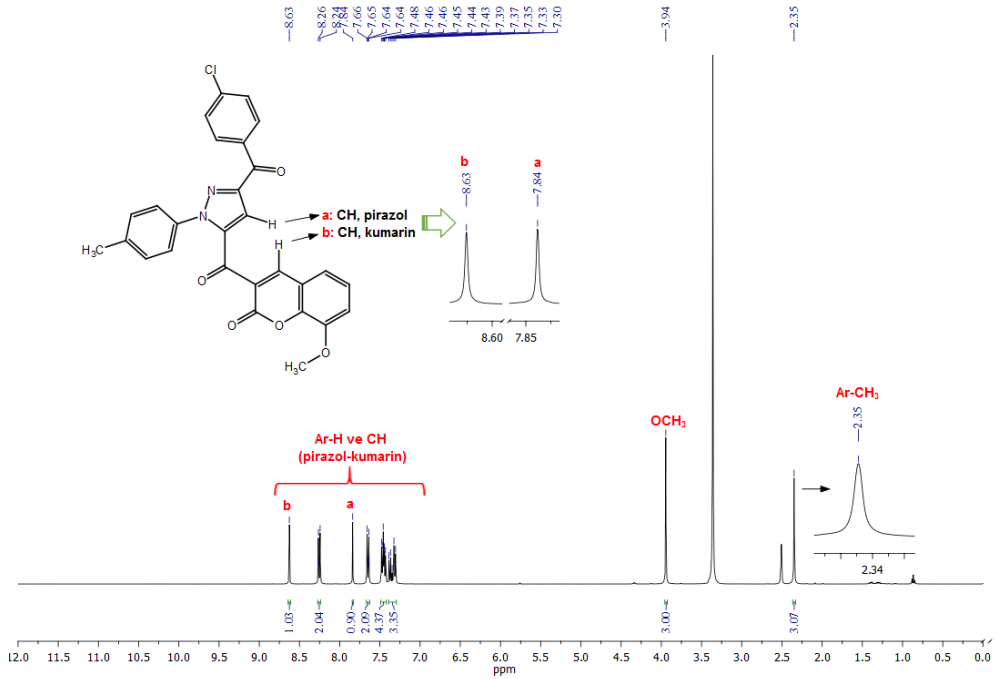 8.63
8.26
8.24
7.84
7.66
7.65
7.64
7.64
7.48
7.46
7.46
7.45
7.44
7.43
7.39
7.37
7.35
7.33
7.30
3.94
2.35
Cl
O
N
N
H
H₃C
O
H
O
O
O
H₃C
a: CH, pirazol
b: CH, kumarin
b
a
8.63
7.84
8.60
7.85
Ar-H ve CH
(pirazol-kumarin)
b
a
OCH₃
Ar-CH₃
2.35
2.34
1.03
2.04
0.90
2.09
4.37
3.35
3.00
3.07
12.0 11.0 10.0 9.5 9.0 8.5 8.0 7.5 7.0 6.5 6.0 5.5 5.0 4.5 4.0 3.5 3.0 2.5 2.0 1.5 1.0 0.5 0.0
ppm